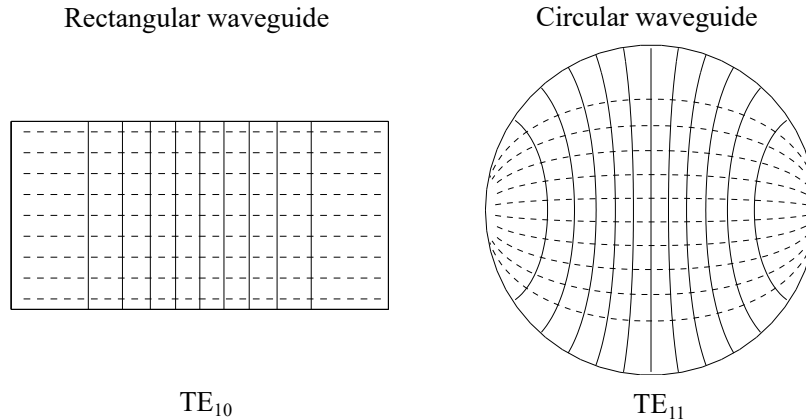 Rectangular waveguide
Circular waveguide
TE₁₀
TE₁₁